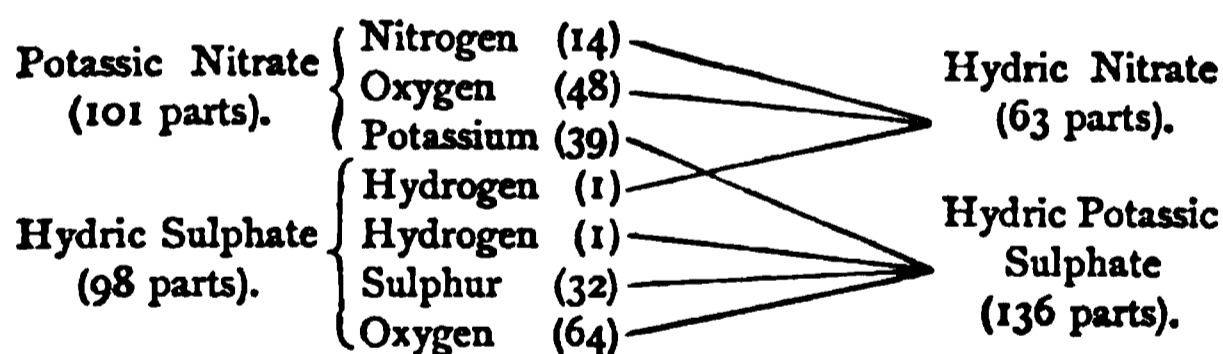 Potassic Nitrate
(101 parts).
Nitrogen (14)
Oxygen (48)
Potassium (39)
Hydric Sulphate
(98 parts).
Hydrogen (1)
Hydrogen (1)
Sulphur (32)
Oxygen (64)
Hydric Nitrate
(63 parts).
Hydric Potassic
Sulphate
(136 parts).